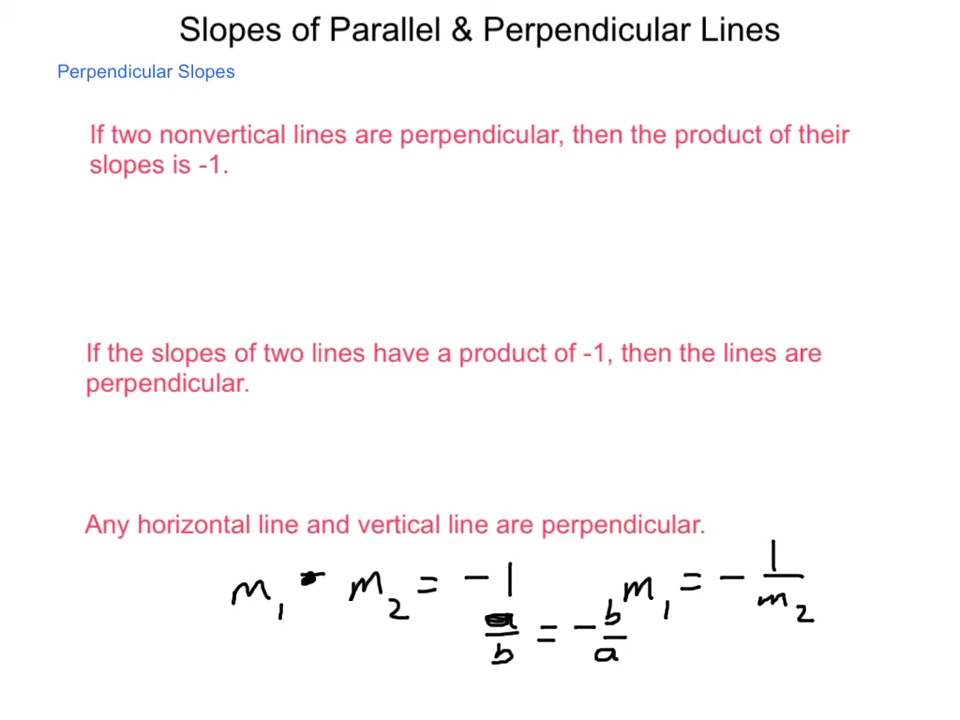 Slopes of Parallel & Perpendicular Lines
Perpendicular Slopes
If two nonvertical lines are perpendicular, then the product of their
slopes is -1.
If the slopes of two lines have a product of -1, then the lines are
perpendicular.
Any horizontal line and vertical line are perpendicular.
m₁ · m₂ = -1
m₁ = - 1/m₂
a/b = - b/a